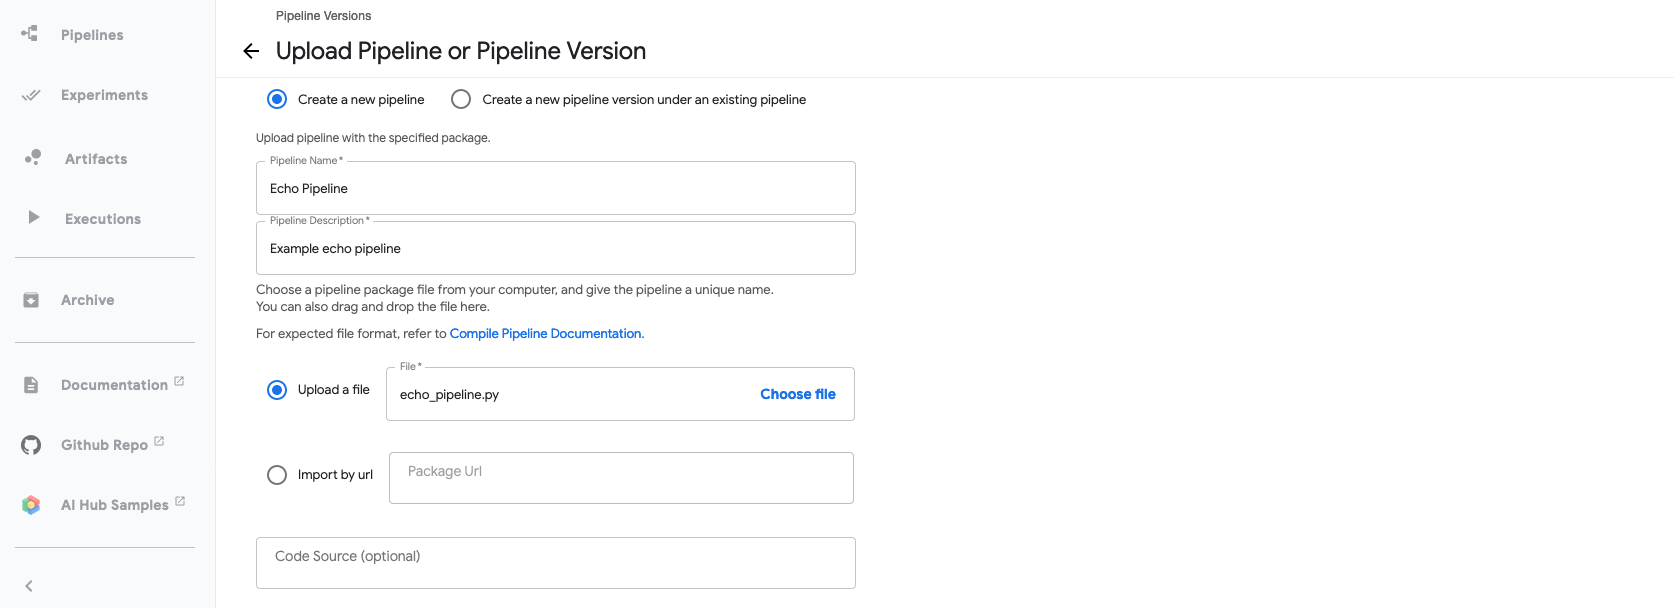 Pipelines
Experiments
Artifacts
Executions
Archive
Documentation
Github Repo
AI Hub Samples
Pipeline Versions
Upload Pipeline or Pipeline Version
Create a new pipeline Create a new pipeline version under an existing pipeline
Upload pipeline with the specified package.
Pipeline Name *
Echo Pipeline
Pipeline Description *
Example echo pipeline
Choose a pipeline package file from your computer, and give the pipeline a unique name.
You can also drag and drop the file here.
For expected file format, refer to Compile Pipeline Documentation.
File *
Upload a file echo_pipeline.py Choose file
Import by url Package Url
Code Source (optional)